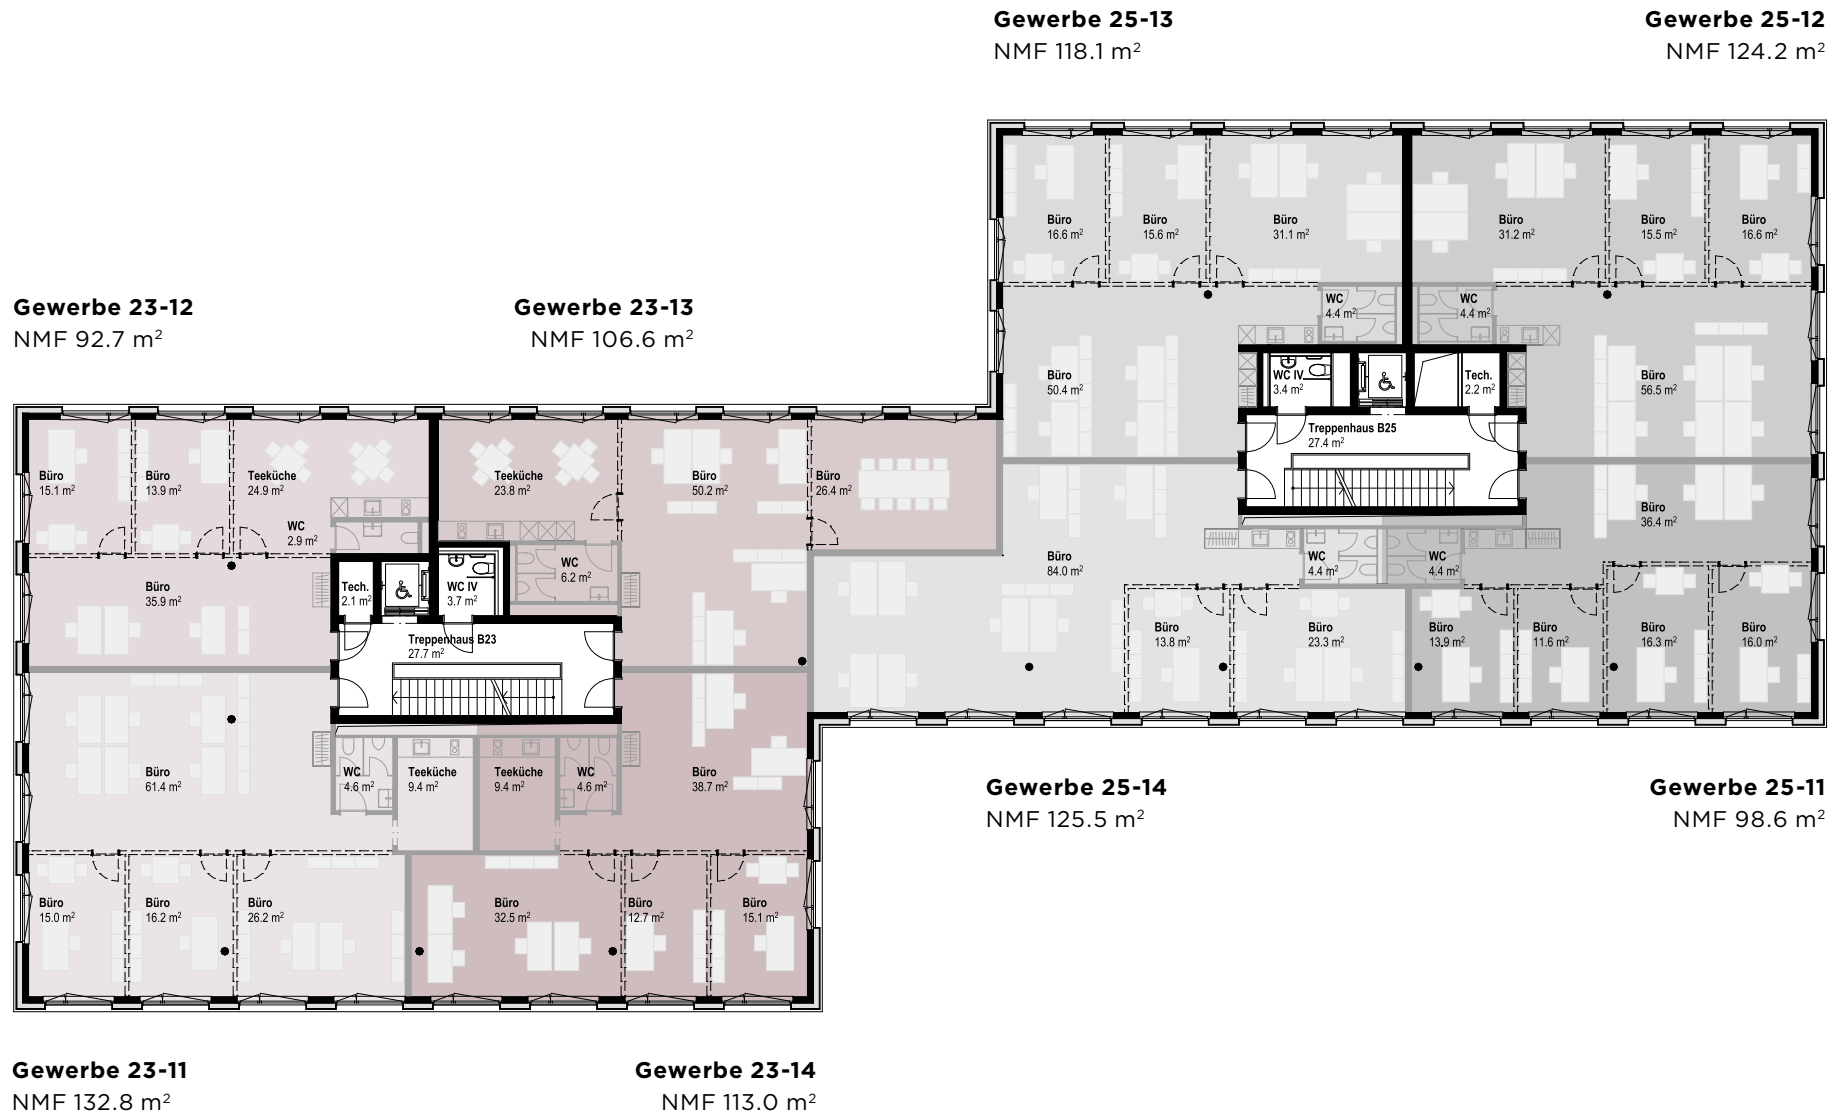 Gewerbe 25-13
NMF 118.1 m²
Gewerbe 25-12
NMF 124.2 m²
Büro
16.6 m²
Büro
15.6 m²
Büro
31.1 m²
Büro
31.2 m²
Büro
15.5 m²
Büro
16.6 m²
WC
4.4 m²
WC
4.4 m²
Büro
50.4 m²
WC IV
3.4 m²
Tech.
2.2 m²
Büro
56.5 m²
Treppenhaus B25
27.4 m²
Gewerbe 23-12
NMF 92.7 m²
Gewerbe 23-13
NMF 106.6 m²
Büro
15.1 m²
Büro
13.9 m²
Teeküche
24.9 m²
WC
2.9 m²
Teeküche
23.8 m²
Büro
50.2 m²
Büro
26.4 m²
Büro
36.4 m²
Büro
84.0 m²
WC
4.4 m²
WC
4.4 m²
Büro
35.9 m²
Tech.
2.1 m²
WC IV
3.7 m²
WC
6.2 m²
Büro
13.8 m²
Büro
23.3 m²
Büro
13.9 m²
Büro
11.6 m²
Büro
16.3 m²
Büro
16.0 m²
Treppenhaus B23
27.7 m²
Büro
61.4 m²
WC
4.6 m²
Teeküche
9.4 m²
Teeküche
9.4 m²
WC
4.6 m²
Büro
38.7 m²
Gewerbe 25-14
NMF 125.5 m²
Gewerbe 25-11
NMF 98.6 m²
Büro
15.0 m²
Büro
16.2 m²
Büro
26.2 m²
Büro
32.5 m²
Büro
12.7 m²
Büro
15.1 m²
Gewerbe 23-11
NMF 132.8 m²
Gewerbe 23-14
NMF 113.0 m²